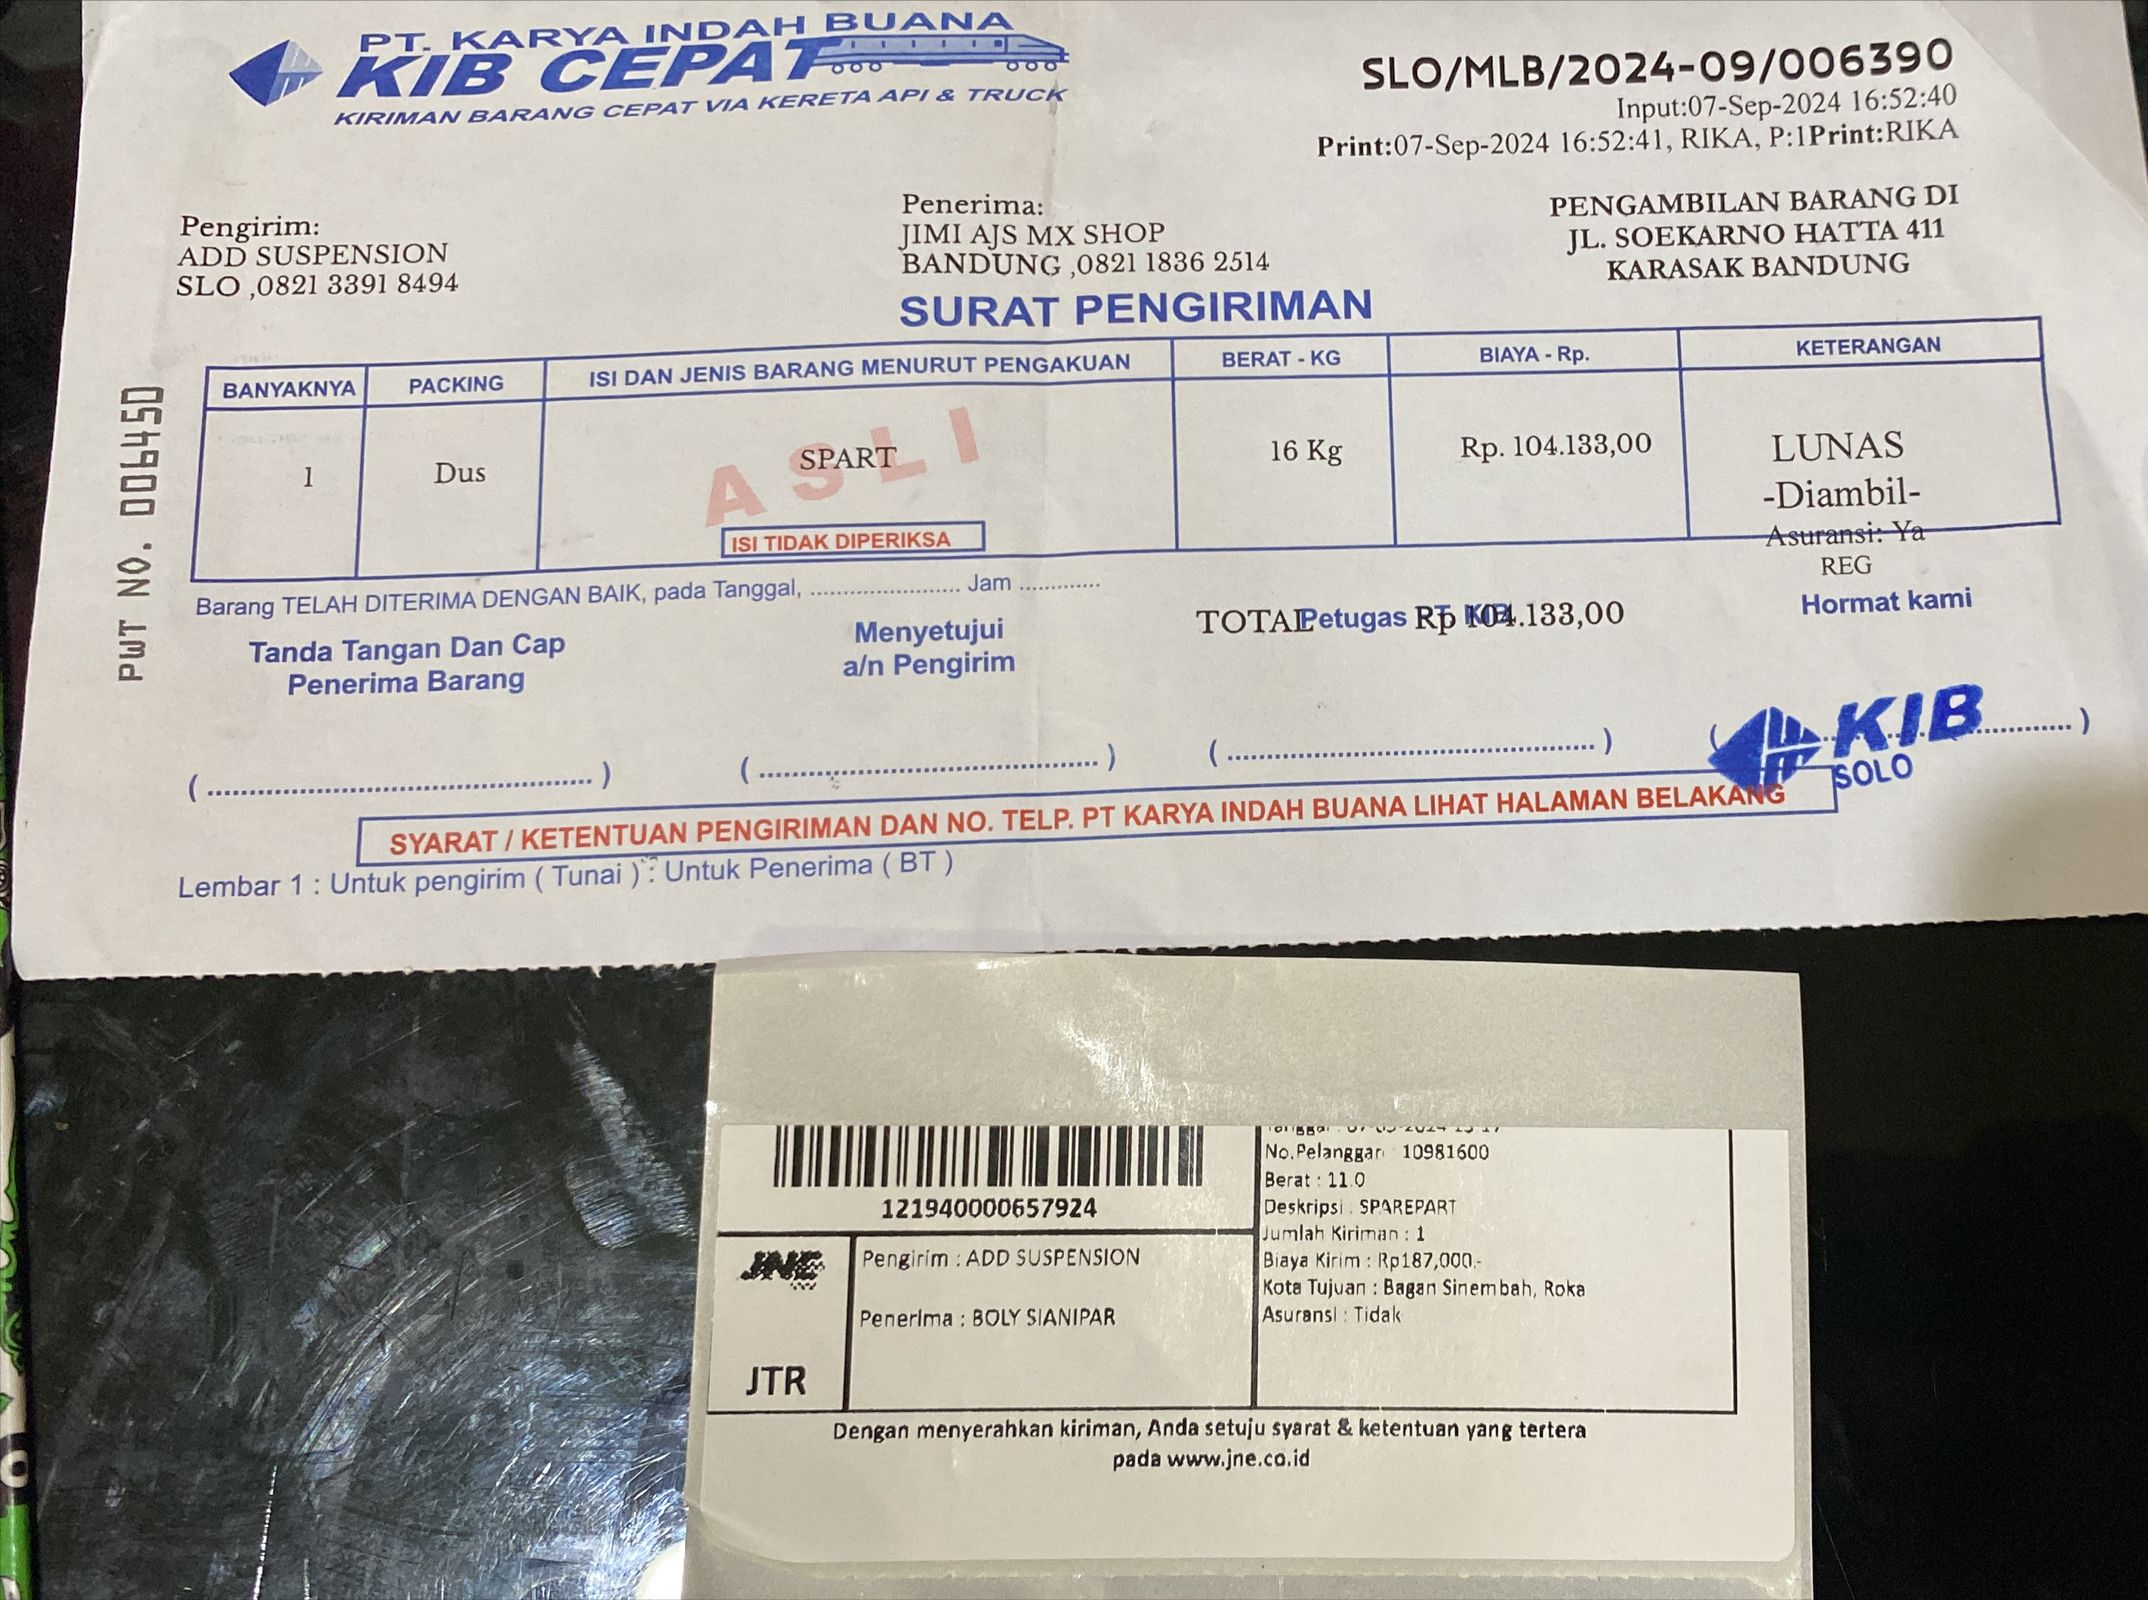 PT. KARYA INDAH BUANA
KIB CEPAT
KIRIMAN BARANG CEPAT VIA KERETA API & TRUCK
SLO/MLB/2024-09/006390
Input:07-Sep-2024 16:52:40
Print:07-Sep-2024 16:52:41, RIKA, P:1Print:RIKA
Pengirim:
ADD SUSPENSION
SLO ,0821 3391 8494
Penerima:
JIMI AJS MX SHOP
BANDUNG ,0821 1836 2514
PENGAMBILAN BARANG DI
JL. SOEKARNO HATTA 411
KARASAK BANDUNG
SURAT PENGIRIMAN
PWT NO. 006450
BANYAKNYA PACKING ISI DAN JENIS BARANG MENURUT PENGAKUAN BERAT - KG BIAYA - Rp. KETERANGAN
1 Dus SPART 16 Kg Rp. 104.133,00 LUNAS
ASLI
-Diambil-
ISI TIDAK DIPERIKSA
Asuransi: Ya
REG
Barang TELAH DITERIMA DENGAN BAIK, pada Tanggal, ........................ Jam .............
Tanda Tangan Dan Cap
Penerima Barang
Menyetujui
a/n Pengirim
TOTAL Rp 104.133,00
Petugas PT KIB
Hormat kami
(..................................................) (............................................) (................................................) (................................................)
KIB
SOLO
SYARAT / KETENTUAN PENGIRIMAN DAN NO. TELP. PT KARYA INDAH BUANA LIHAT HALAMAN BELAKANG
Lembar 1 : Untuk pengirim ( Tunai ) : Untuk Penerima ( BT )
121940000657924
JNE
JTR
Pengirim : ADD SUSPENSION
Penerima : BOLY SIANIPAR
No.Pelanggan 10981600
Berat : 11.0
Deskripsi : SPAREPART
Jumlah Kiriman : 1
Biaya Kirim : Rp187,000,-
Kota Tujuan : Bagan Sinembah, Roka
Asuransi : Tidak
Dengan menyerahkan kiriman, Anda setuju syarat & ketentuan yang tertera
pada www.jne.co.id